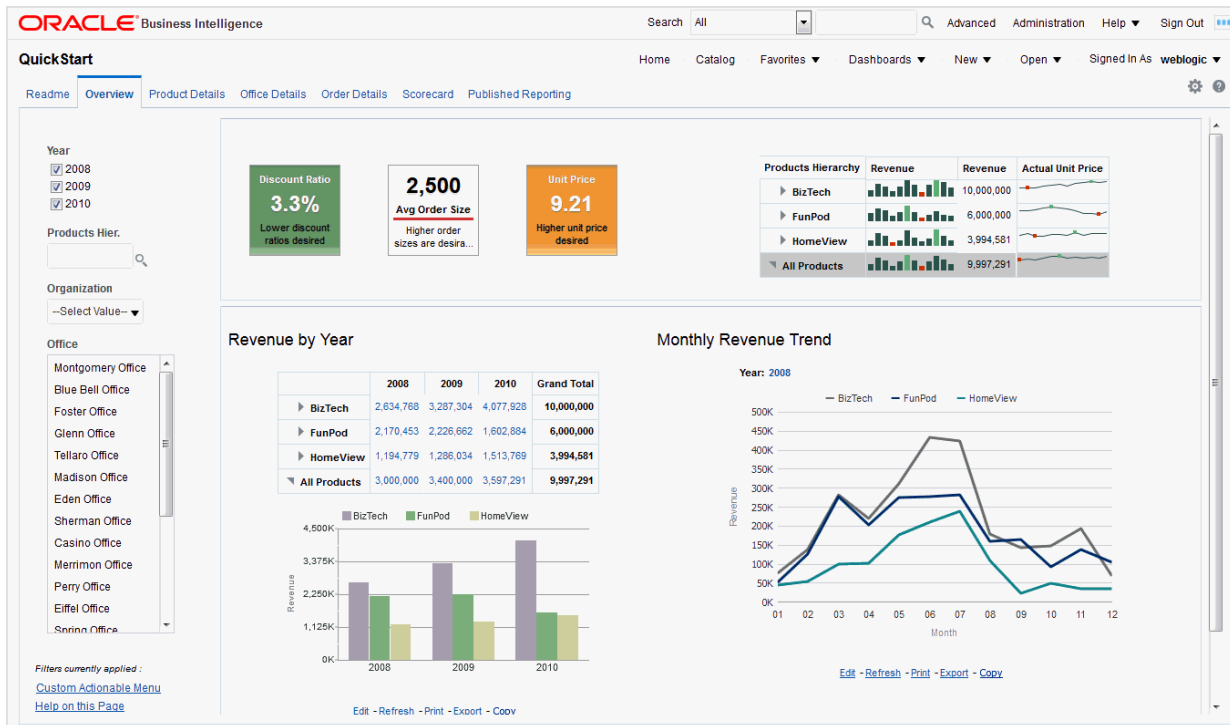 ORACLE Business Intelligence
Search All Advanced Administration Help Sign Out
QuickStart
Home Catalog Favorites Dashboards New Open Signed In As weblogic
Readme Overview Product Details Office Details Order Details Scorecard Published Reporting
Year
2008
2009
2010
Products Hier.
Organization
--Select Value--
Office
Montgomery Office
Blue Bell Office
Foster Office
Glenn Office
Tellaro Office
Madison Office
Eden Office
Sherman Office
Casino Office
Merrimon Office
Perry Office
Eiffel Office
Spring Office
Filters currently applied :
Custom Actionable Menu
Help on this Page
Discount Ratio
3.3%
Lower discount
ratios desired
2,500
Avg Order Size
Higher order
sizes are desira...
Unit Price
9.21
Higher unit price
desired
Products Hierarchy Revenue Revenue Actual Unit Price
BizTech 10,000,000
FunPod 6,000,000
HomeView 3,994,581
All Products 9,997,291
Revenue by Year
2008 2009 2010 Grand Total
BizTech 2,634,768 3,287,304 4,077,928 10,000,000
FunPod 2,170,453 2,226,662 1,602,884 6,000,000
HomeView 1,194,779 1,286,034 1,513,769 3,994,581
All Products 3,000,000 3,400,000 3,597,291 9,997,291
BizTech FunPod HomeView
4,500K
3,375K
2,250K
1,125K
0K
Revenue
2008 2009 2010
Edit - Refresh - Print - Export - Copy
Monthly Revenue Trend
Year: 2008
BizTech FunPod HomeView
500K
450K
400K
350K
300K
250K
200K
150K
100K
50K
0K
Revenue
01 02 03 04 05 06 07 08 09 10 11 12
Month
Edit - Refresh - Print - Export - Copy